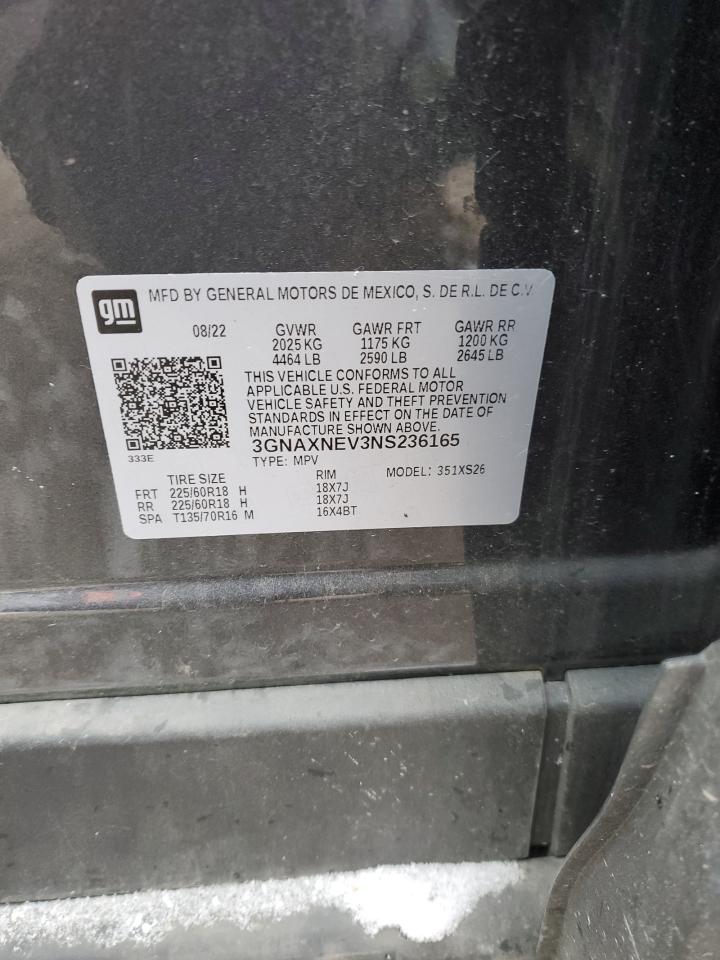 gm MFD BY GENERAL MOTORS DE MEXICO, S. DE R.L. DE C.V.
08/22 GVWR GAWR FRT GAWR RR
2025 KG 1175 KG 1200 KG
4464 LB 2590 LB 2645 LB
THIS VEHICLE CONFORMS TO ALL
APPLICABLE U.S. FEDERAL MOTOR
VEHICLE SAFETY AND THEFT PREVENTION
STANDARDS IN EFFECT ON THE DATE OF
MANUFACTURE SHOWN ABOVE.
3GNAXNEV3NS236165
333E TYPE: MPV
TIRE SIZE RIM MODEL: 351XS26
FRT 225/60R18 H 18X7J
RR 225/60R18 H 18X7J
SPA T135/70R16 M 16X4BT